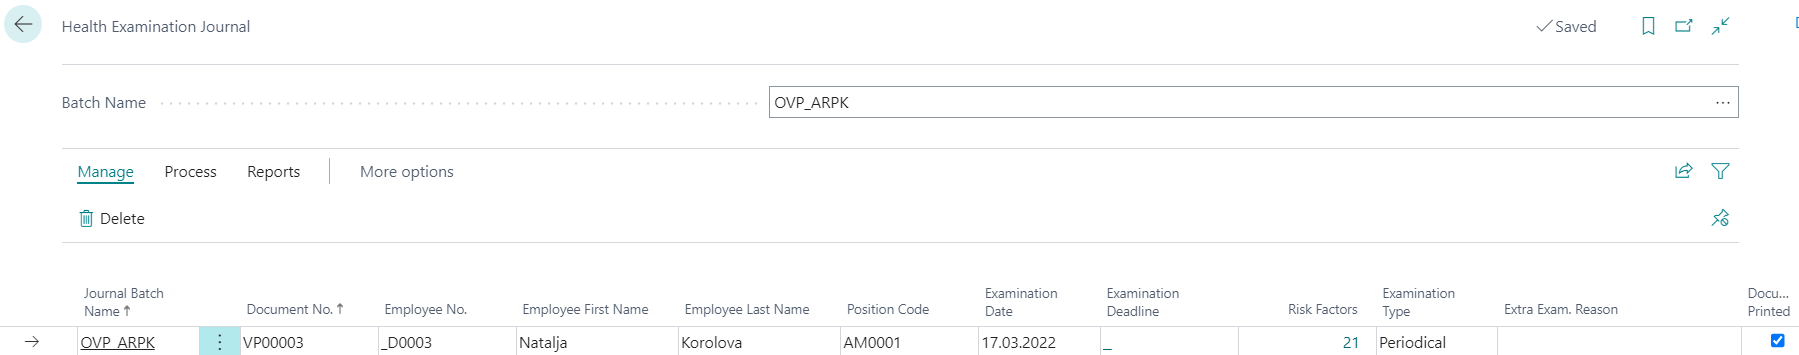 Health Examination Journal
Saved
Batch Name
OVP_ARPK
Manage Process Reports More options
Delete
Journal Batch Name Document No. Employee No. Employee First Name Employee Last Name Position Code Examination Date Examination Deadline Risk Factors Examination Type Extra Exam. Reason Docu... Printed
OVP_ARPK VP00003 _D0003 Natalja Korolova AM0001 17.03.2022 _ 21 Periodical